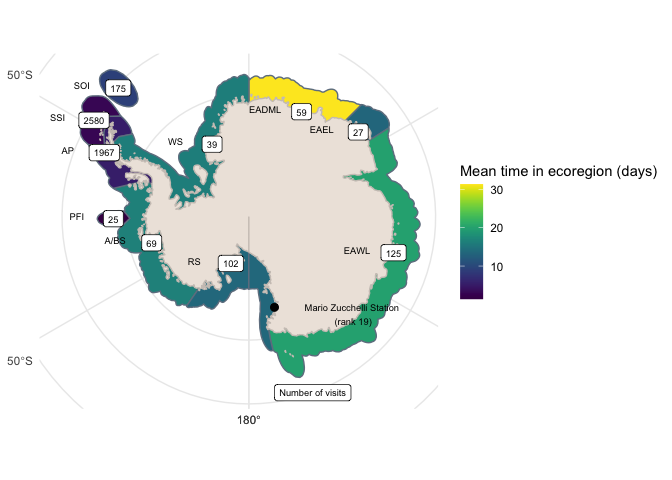 50°S
SOI
175
SSI
2580
AP
1967
WS
39
EADML
59
EAEL
27
PFI
25
A/BS
69
RS
102
EAWL
125
Mario Zucchelli Station
(rank 19)
50°S
Number of visits
180°
Mean time in ecoregion (days)
30
20
10